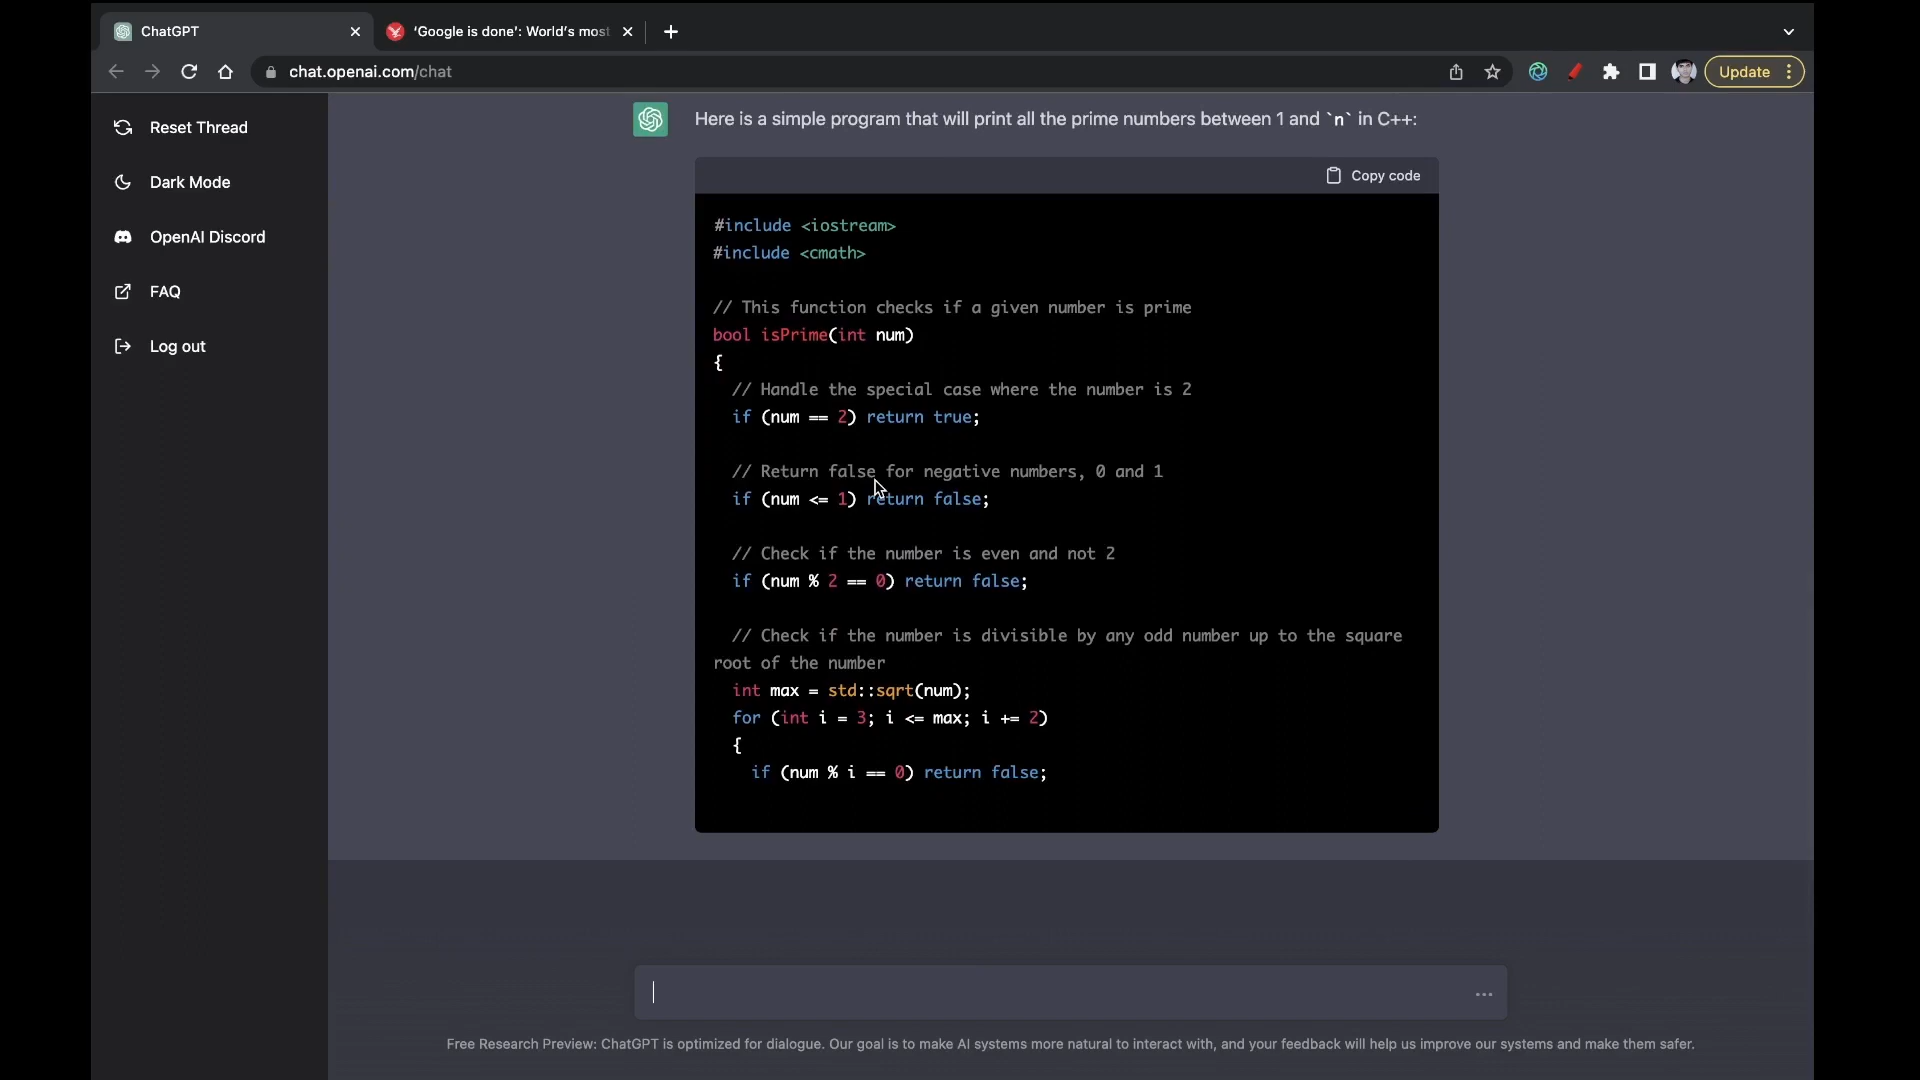 ChatGPT
'Google is done': World's most
chat.openai.com/chat
Update
Reset Thread
Dark Mode
OpenAI Discord
FAQ
Log out
Here is a simple program that will print all the prime numbers between 1 and `n` in C++:
Copy code
#include <iostream>
#include <cmath>
// This function checks if a given number is prime
bool isPrime(int num)
{
// Handle the special case where the number is 2
if (num == 2) return true;
// Return false for negative numbers, 0 and 1
if (num <= 1) return false;
// Check if the number is even and not 2
if (num % 2 == 0) return false;
// Check if the number is divisible by any odd number up to the square
root of the number
int max = std::sqrt(num);
for (int i = 3; i <= max; i += 2)
{
if (num % i == 0) return false;
Free Research Preview: ChatGPT is optimized for dialogue. Our goal is to make AI systems more natural to interact with, and your feedback will help us improve our systems and make them safer.